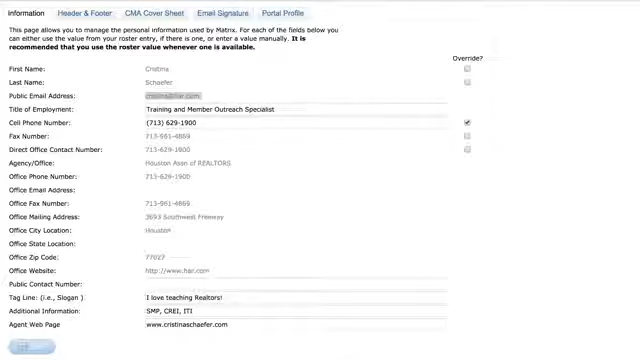 Information Header & Footer CMA Cover Sheet Email Signature Portal Profile
This page allows you to manage the personal information used by Matrix. For each of the fields below you
can either use the value from your roster entry, if there is one, or enter a value manually. It is
recommended that you use the roster value whenever one is available.
Override?
First Name: Cristina
Last Name: Schaefer
Public Email Address: cristina@har.com
Title of Employment: Training and Member Outreach Specialist
Cell Phone Number: (713) 629-1900
Fax Number: 713-961-4869
Direct Office Contact Number: 713-629-1900
Agency/Office: Houston Assn of REALTORS
Office Phone Number: 713-629-1900
Office Email Address:
Office Fax Number: 713-961-4869
Office Mailing Address: 3693 Southwest Freeway
Office City Location: Houston
Office State Location:
Office Zip Code: 77027
Office Website: http://www.har.com
Public Contact Number:
Tag Line: (i.e., Slogan ) I love teaching Realtors!
Additional Information: SMP, CREI, ITI
Agent Web Page www.cristinaschaefer.com